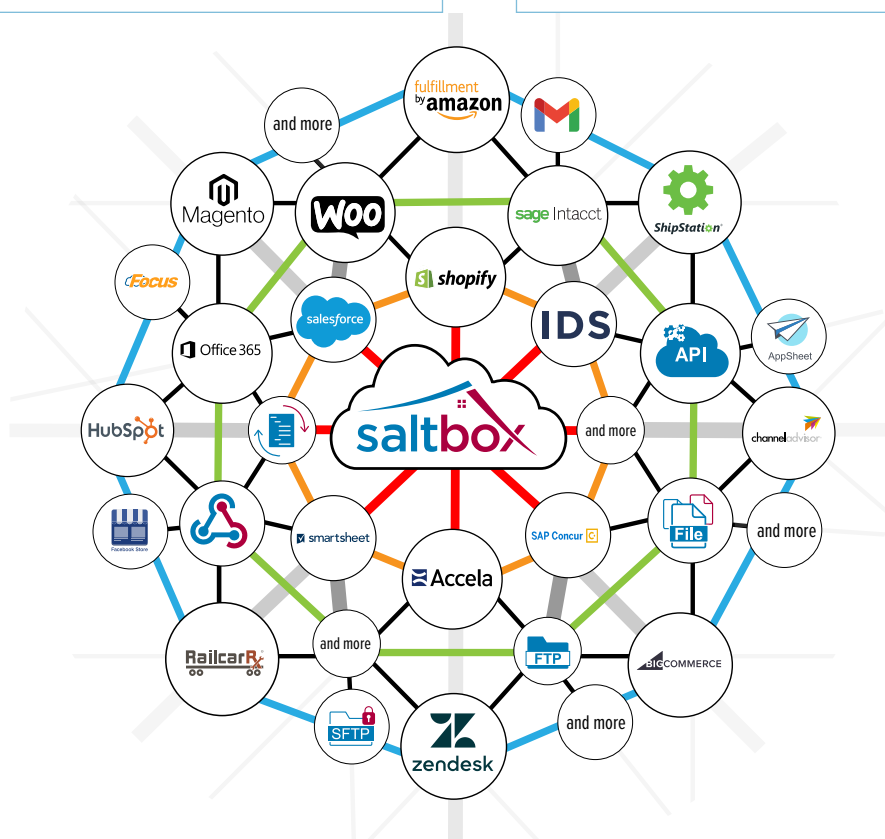 fulfillment
by amazon
and more
Magento
Woo
sage Intacct
ShipStation
Focus
salesforce
shopify
IDS
Office 365
API
AppSheet
HubSpot
saltbox
and more
channeladvisor
smartsheet
SAP Concur C
File
and more
Facebook Store
Accela
RailcarRx
and more
FTP
BIGCOMMERCE
SFTP
zendesk
and more